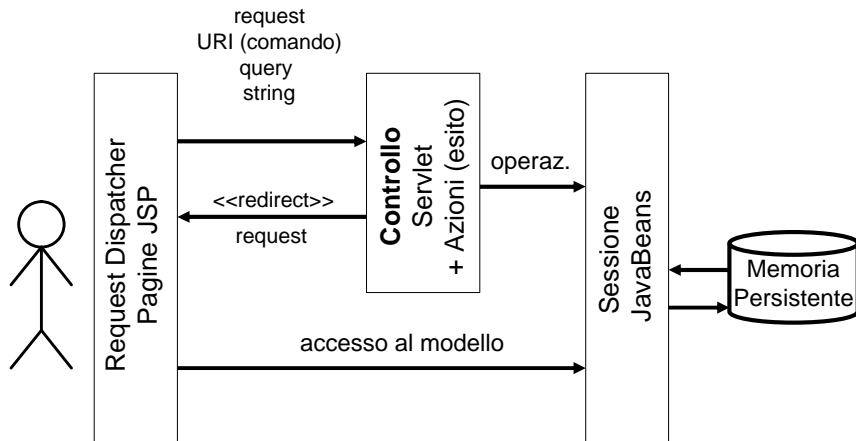 request
URI (comando)
query
string
Request Dispatcher
Pagine JSP
<<redirect>>
request
Controllo
Servlet
+ Azioni (esito)
operaz.
accesso al modello
Sessione
JavaBeans
Memoria
Persistente